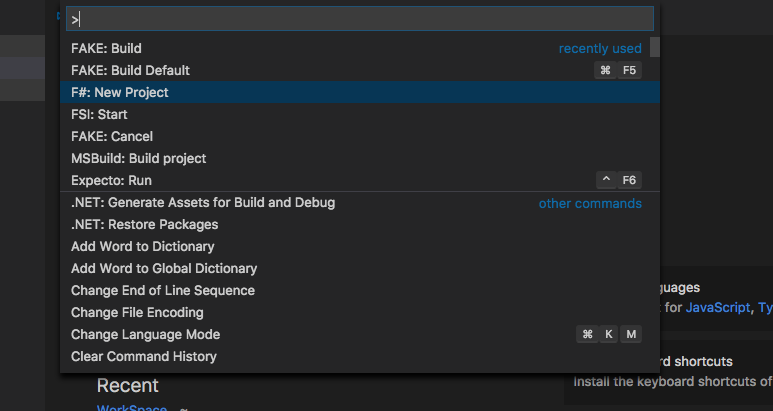 >
FAKE: Build recently used
FAKE: Build Default ⌘ F5
F#: New Project
FSI: Start
FAKE: Cancel
MSBuild: Build project
Expecto: Run ^ F6
.NET: Generate Assets for Build and Debug other commands
.NET: Restore Packages
Add Word to Dictionary
Add Word to Global Dictionary
Change End of Line Sequence
guages
Change File Encoding
for JavaScript, Ty
Change Language Mode ⌘ K M
Clear Command History
rd shortcuts
Recent
Install the keyboard shortcuts of
WorkSpace ~